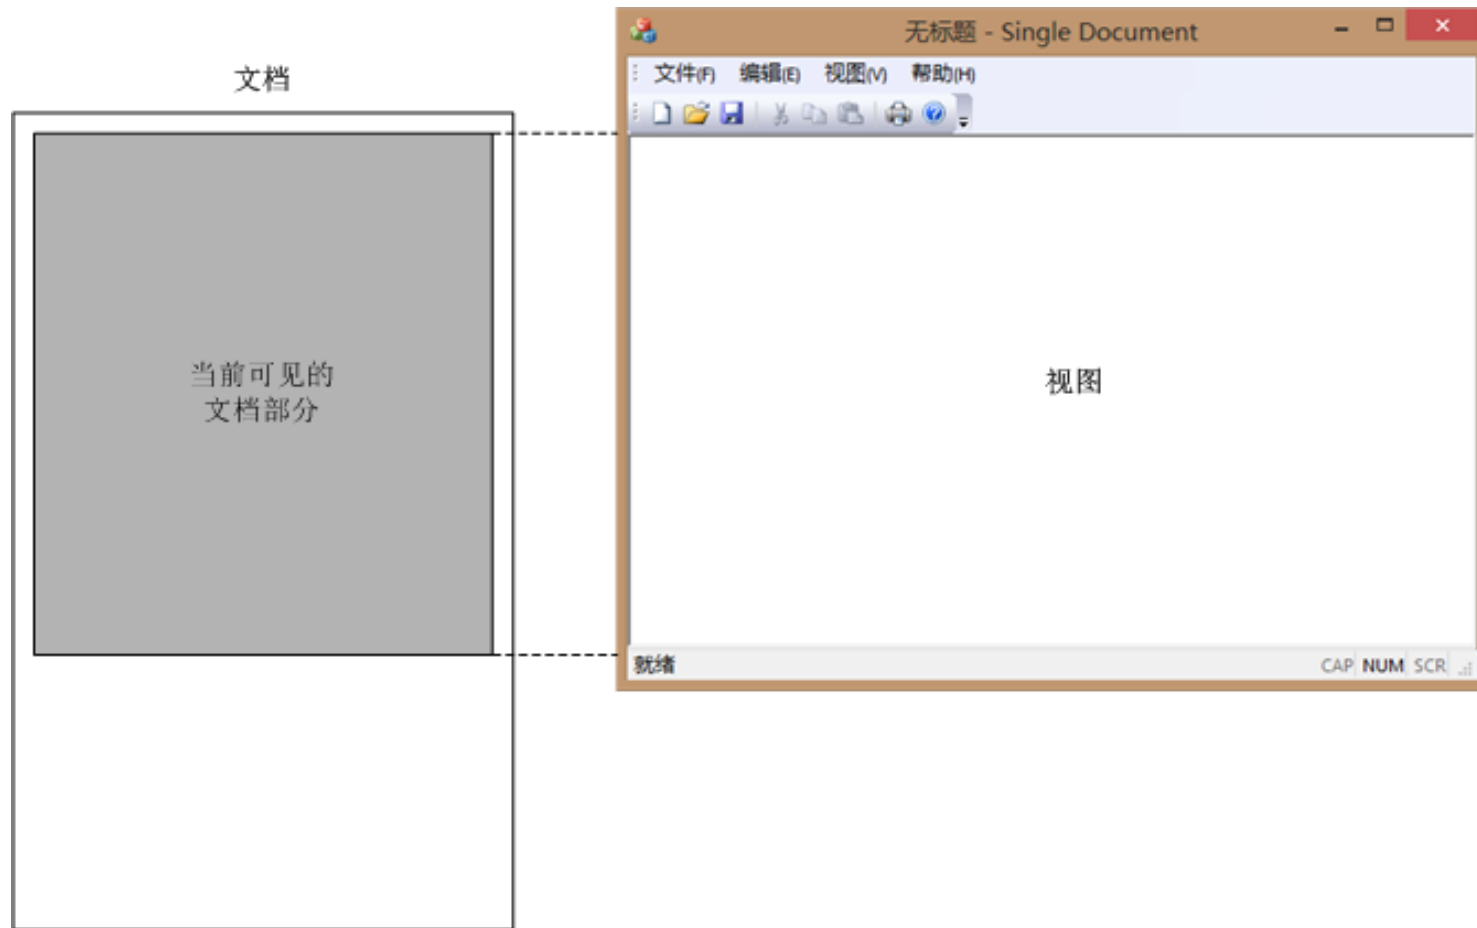 文档
当前可见的
文档部分
无标题 - Single Document
文件(F) 编辑(E) 视图(V) 帮助(H)
视图
就绪
CAP NUM SCR